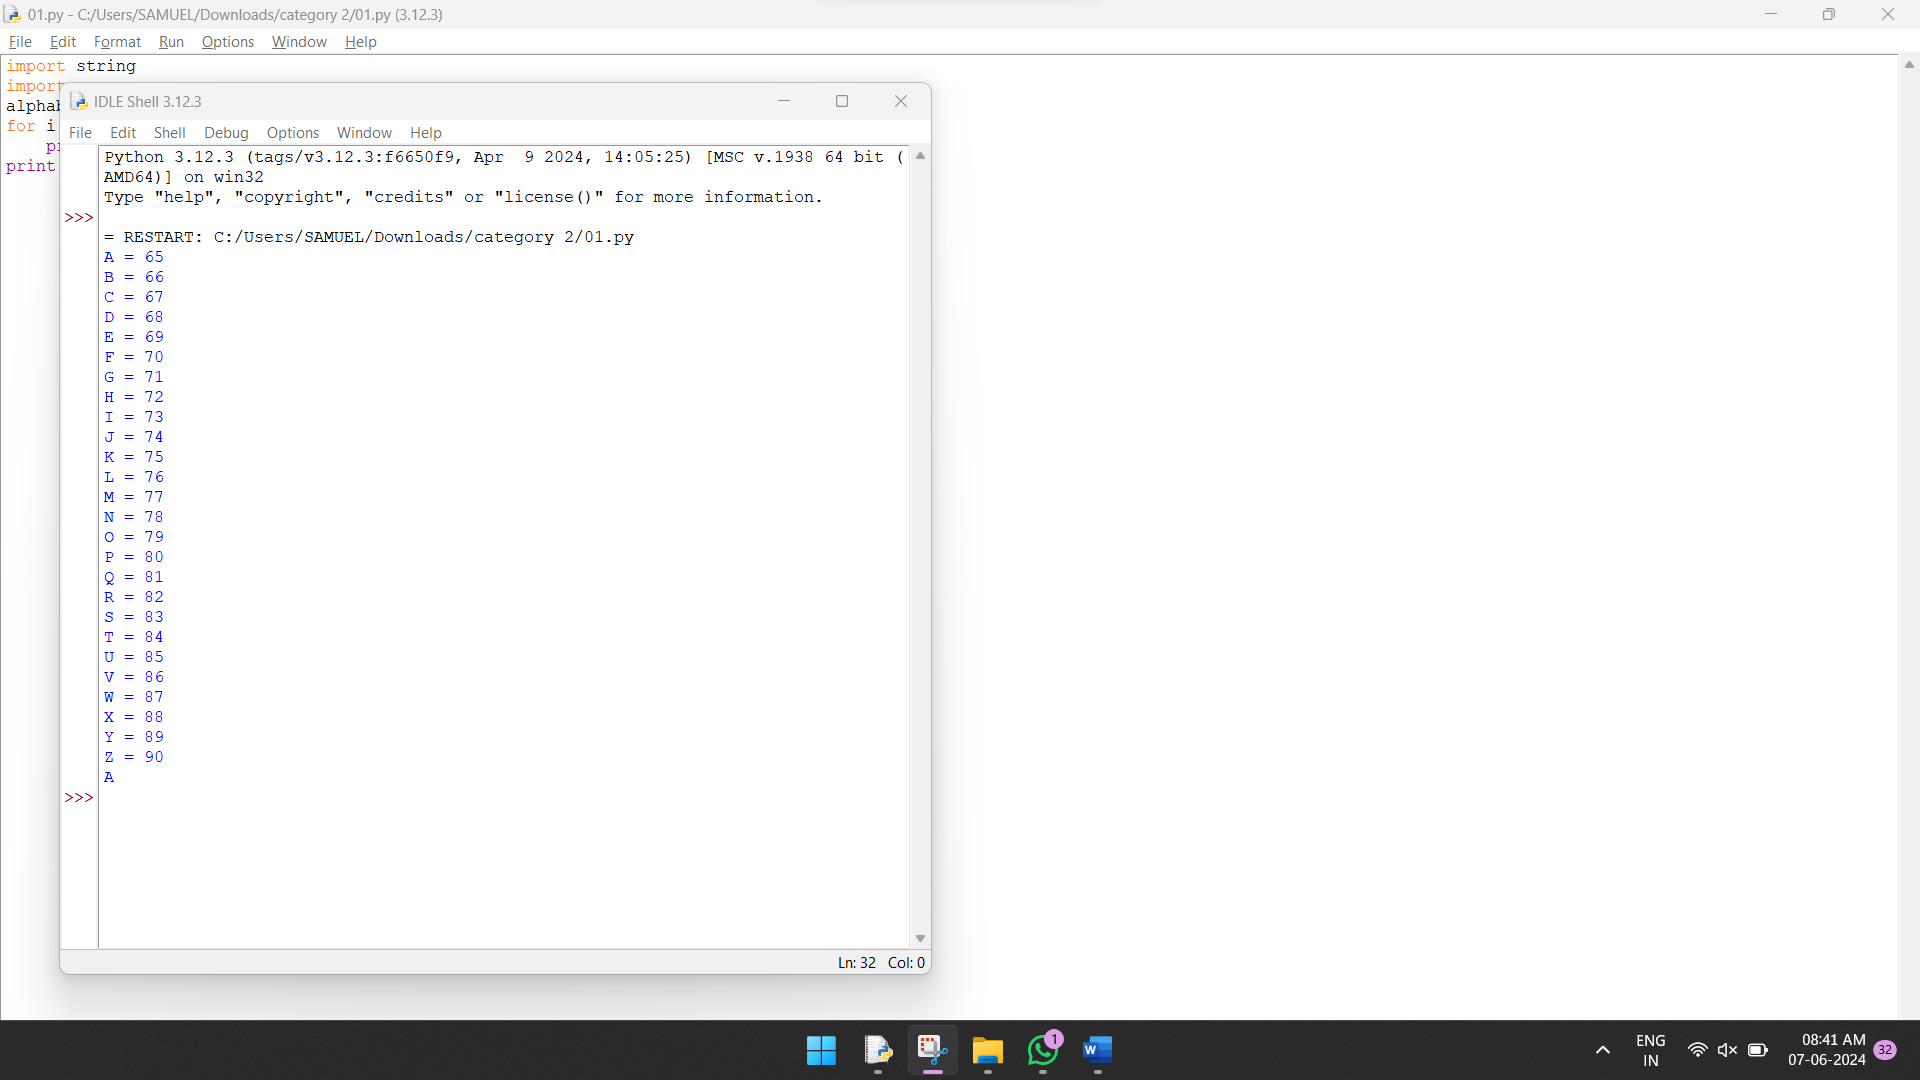 01.py - C:/Users/SAMUEL/Downloads/category 2/01.py (3.12.3)
File Edit Format Run Options Window Help
import string
import
for i
print
IDLE Shell 3.12.3
File Edit Shell Debug Options Window Help
Python 3.12.3 (tags/v3.12.3:f6650f9, Apr  9 2024, 14:05:25) [MSC v.1938 64 bit (
AMD64)] on win32
Type "help", "copyright", "credits" or "license()" for more information.
>>>
= RESTART: C:/Users/SAMUEL/Downloads/category 2/01.py
A = 65
B = 66
C = 67
D = 68
E = 69
F = 70
G = 71
H = 72
I = 73
J = 74
K = 75
L = 76
M = 77
N = 78
O = 79
P = 80
Q = 81
R = 82
S = 83
T = 84
U = 85
V = 86
W = 87
X = 88
Y = 89
Z = 90
A
>>>
Ln: 32 Col: 0
1
W
ENG
IN
08:41 AM
07-06-2024
32